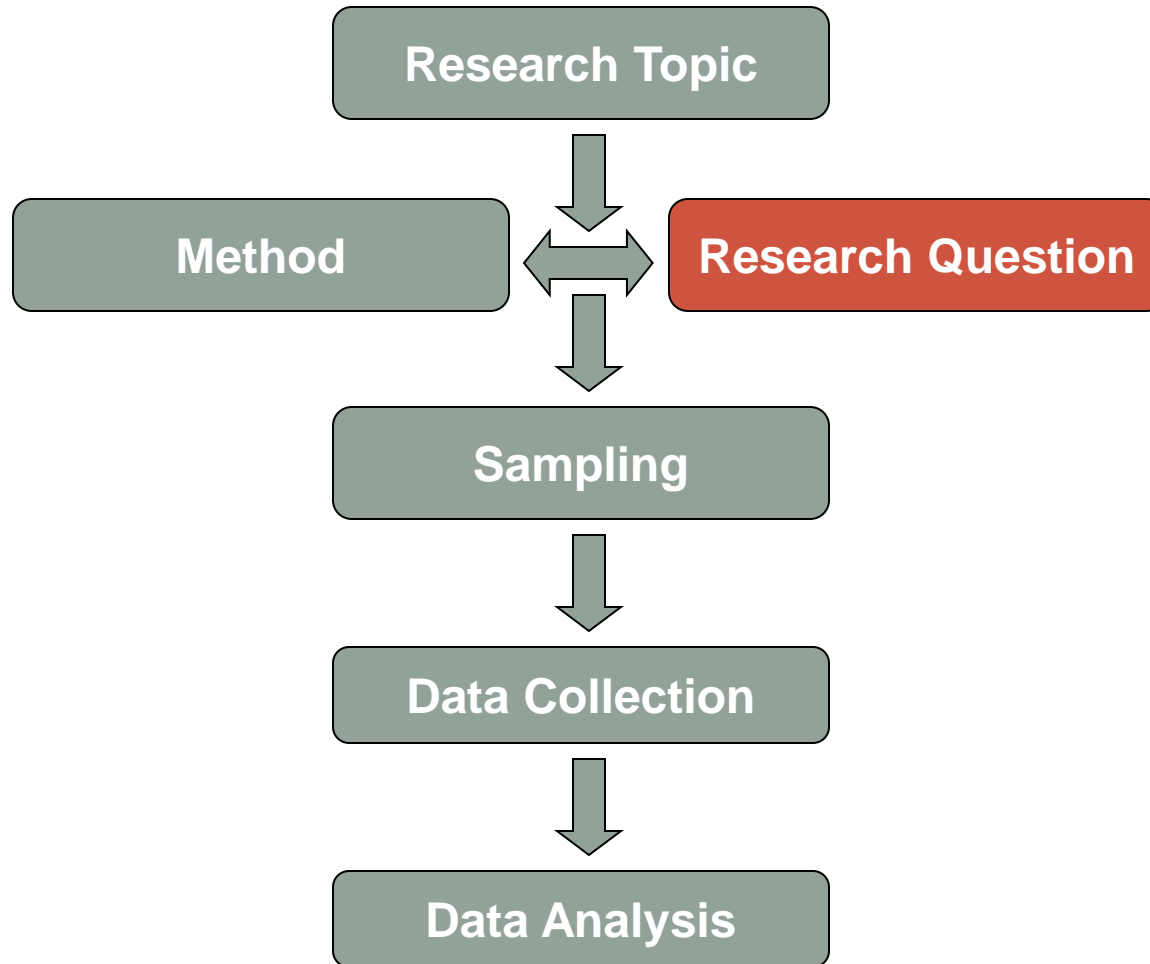 Research Topic
Method
Research Question
Sampling
Data Collection
Data Analysis